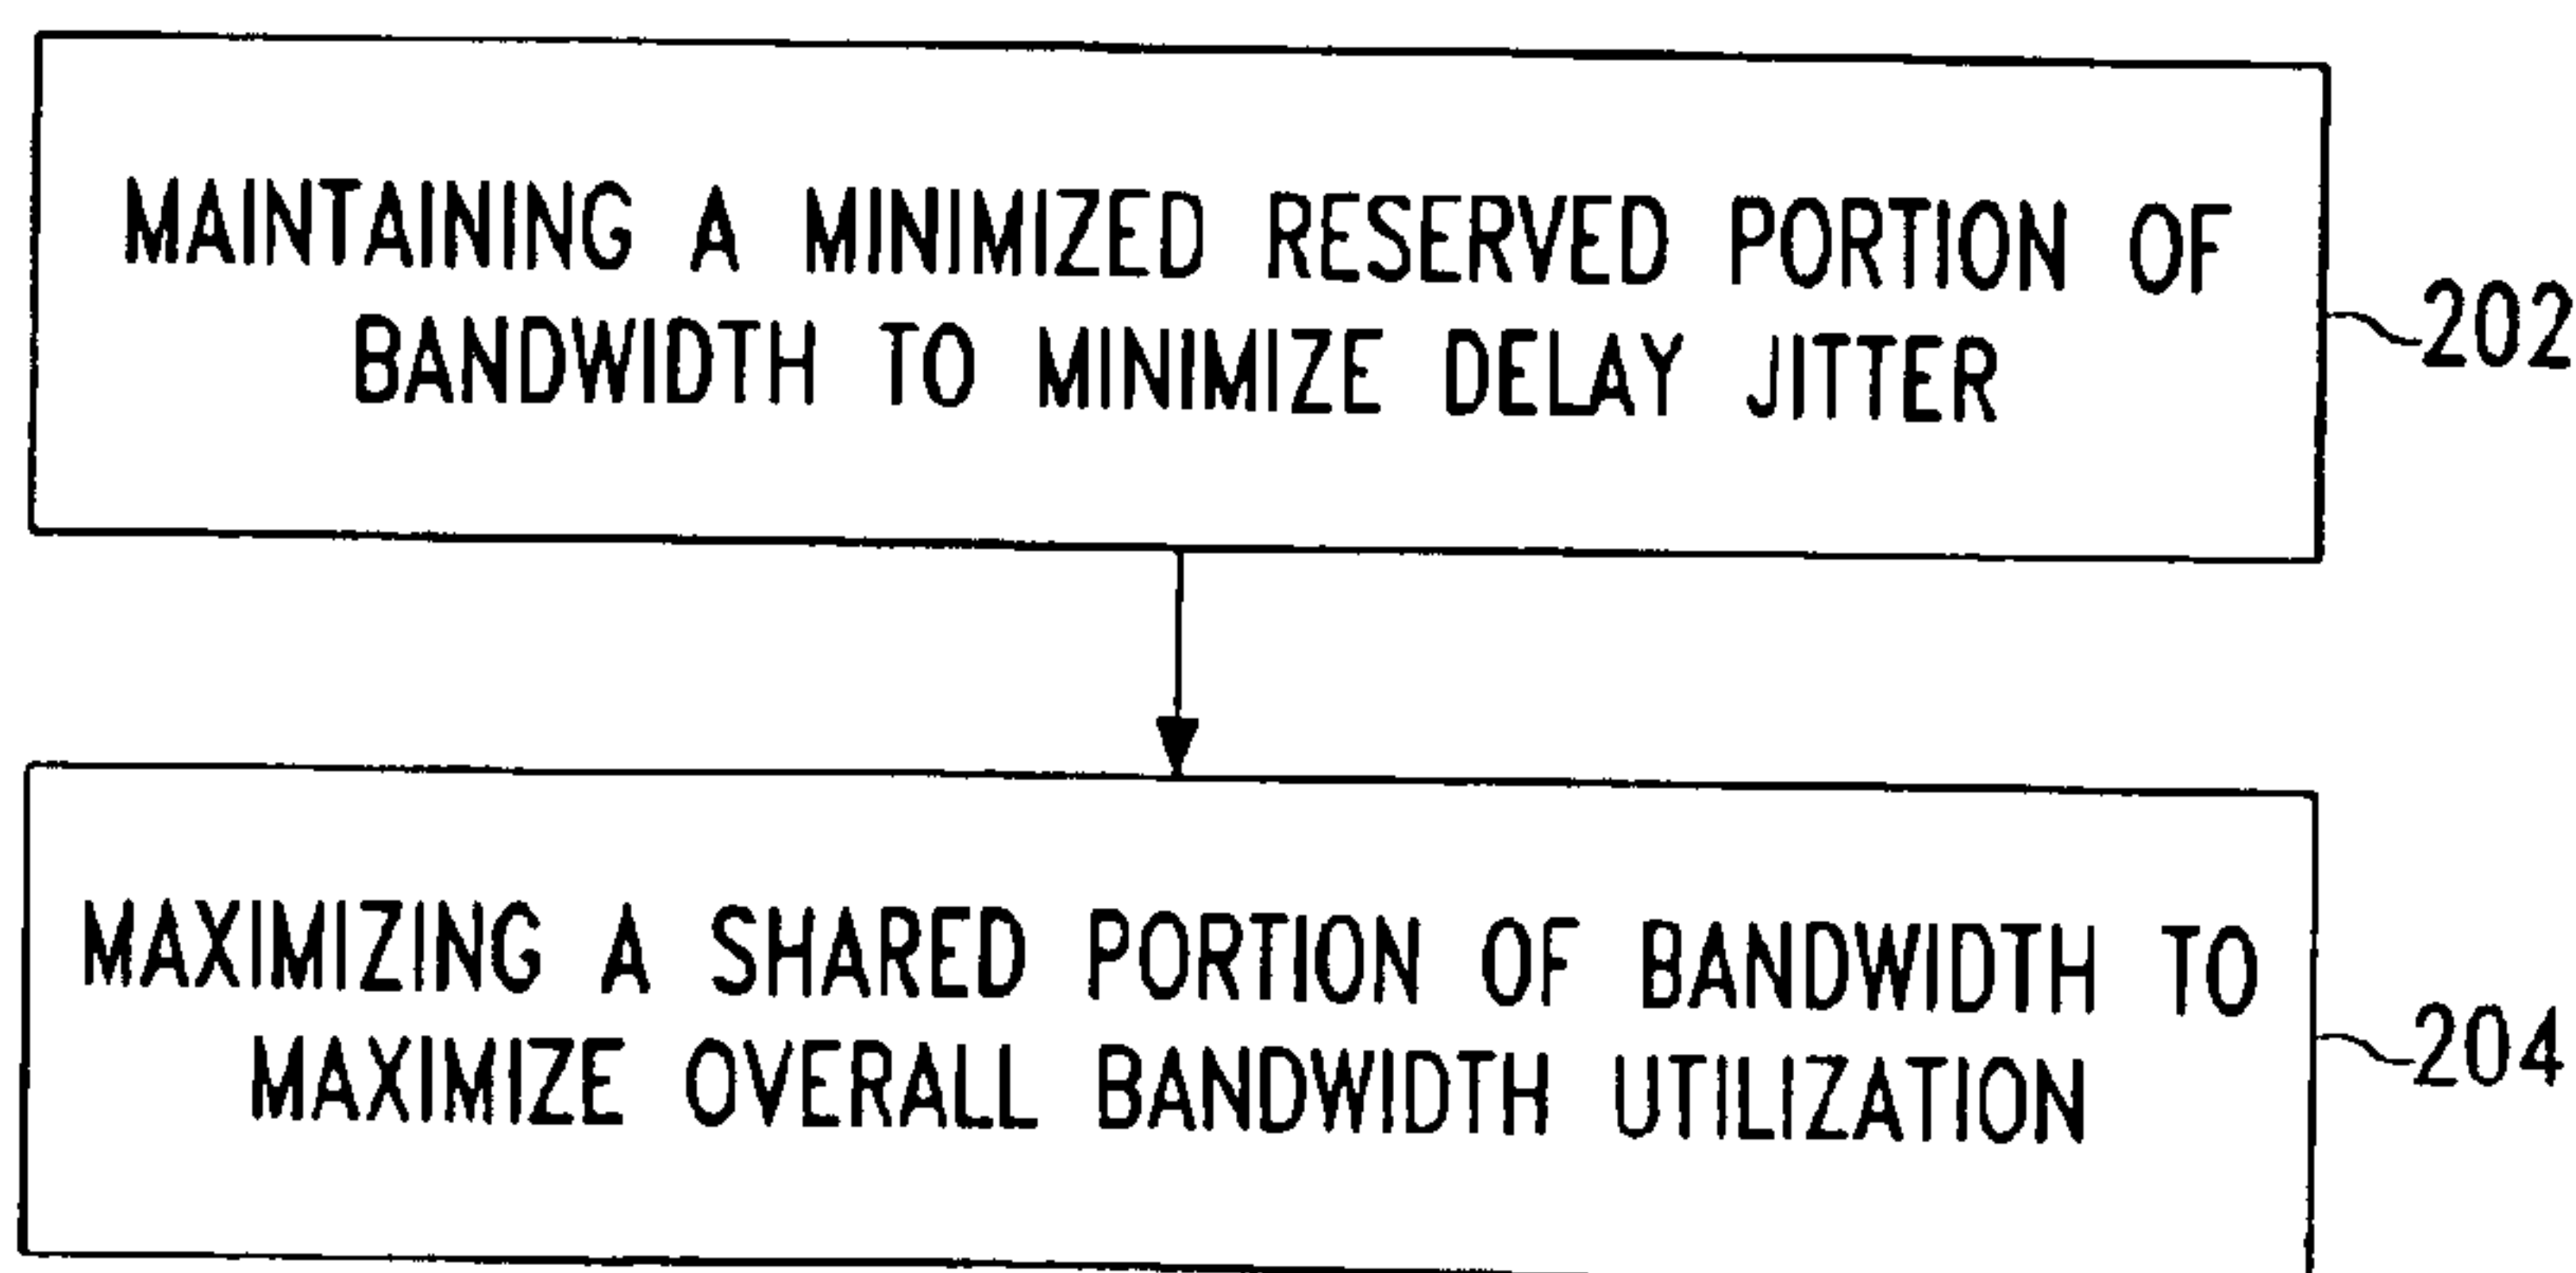 MAINTAINING A MINIMIZED RESERVED PORTION OF
BANDWIDTH TO MINIMIZE DELAY JITTER
202
MAXIMIZING A SHARED PORTION OF BANDWIDTH TO
MAXIMIZE OVERALL BANDWIDTH UTILIZATION
204